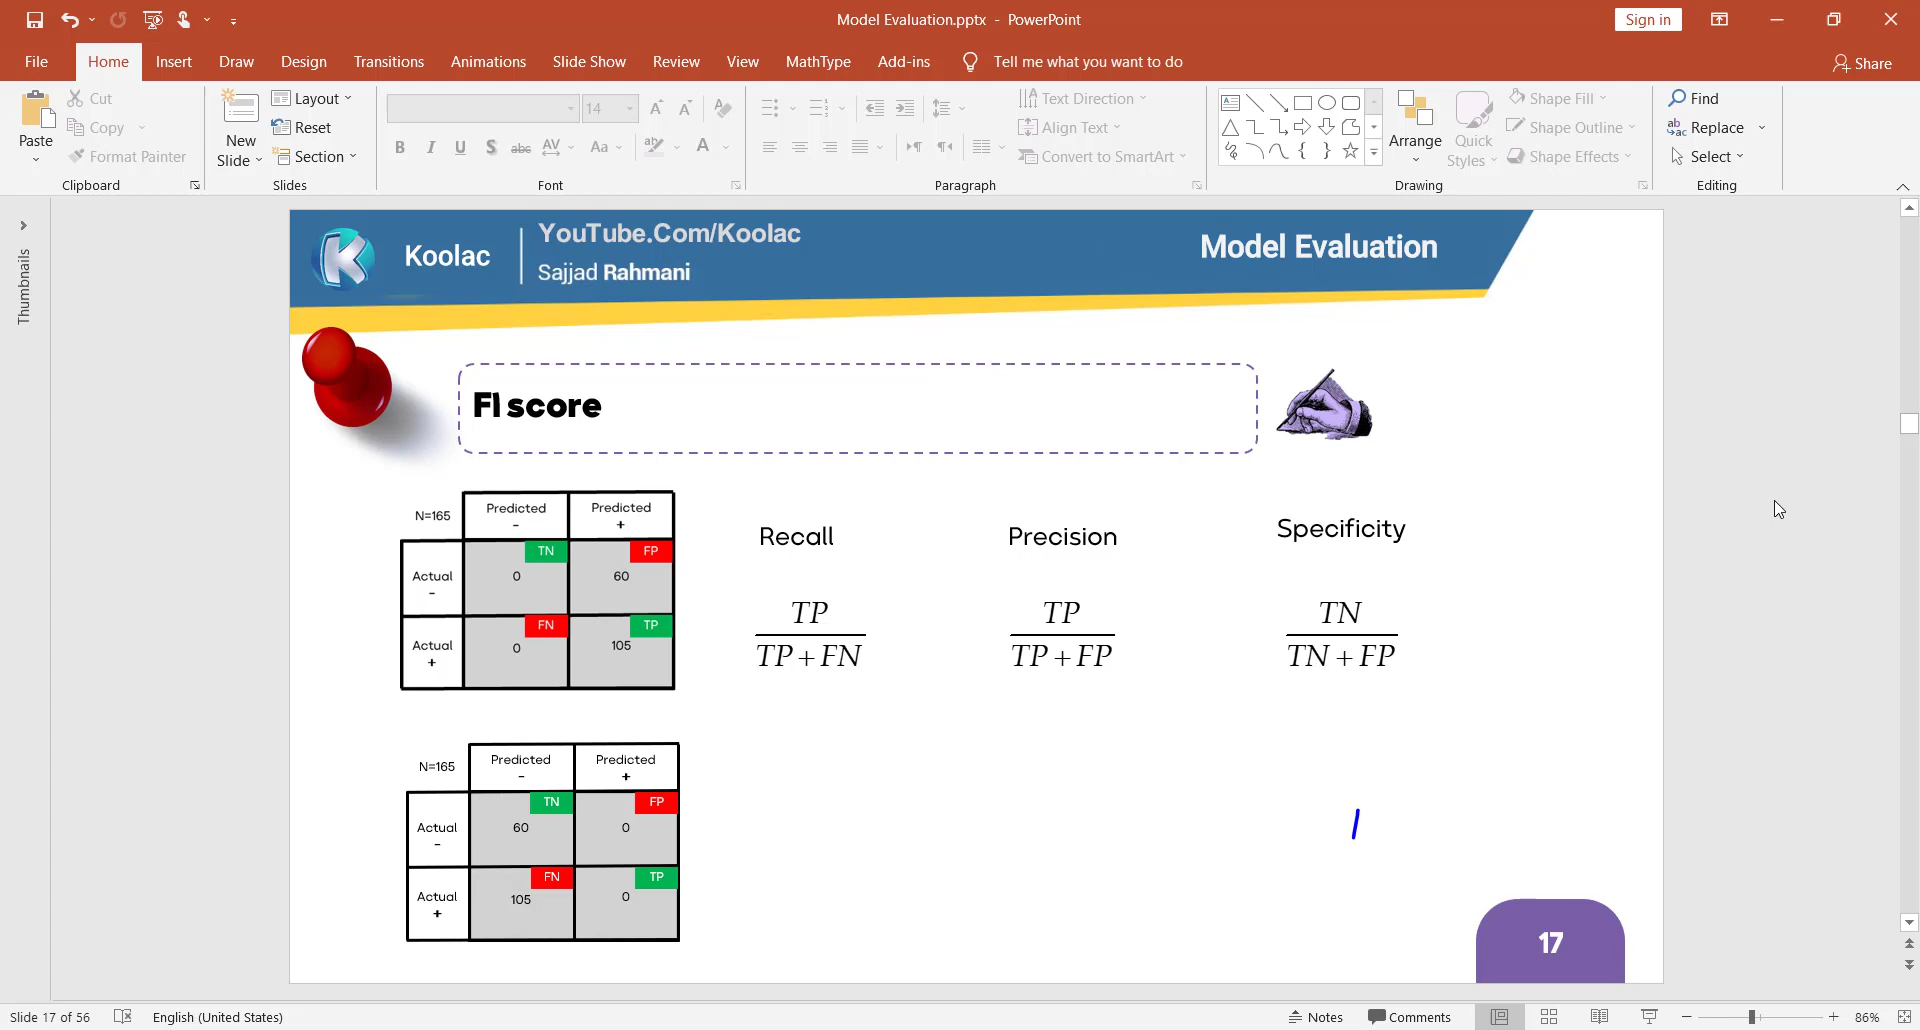 Model Evaluation.pptx - PowerPoint
Sign in
File Home Insert Draw Design Transitions Animations Slide Show Review View MathType Add-ins Tell me what you want to do Share
Paste
Cut
Copy
Format Painter
Clipboard
New Slide
Layout
Reset
Section
Slides
14
B I U S abc AV Aa A
Font
Text Direction
Align Text
Convert to SmartArt
Paragraph
Arrange
Quick Styles
Shape Fill
Shape Outline
Shape Effects
Drawing
Find
Replace
Select
Editing
Thumbnails
Koolac
YouTube.Com/Koolac
Sajjad Rahmani
Model Evaluation
F1 score
N=165 Predicted - Predicted +
TN FP
Actual - 0 60
FN TP
Actual + 0 105
Recall
TP
TP + FN
Precision
TP
TP + FP
Specificity
TN
TN + FP
N=165 Predicted - Predicted +
TN FP
Actual - 60 0
FN TP
Actual + 105 0
1
17
Slide 17 of 56 English (United States) Notes Comments 86%